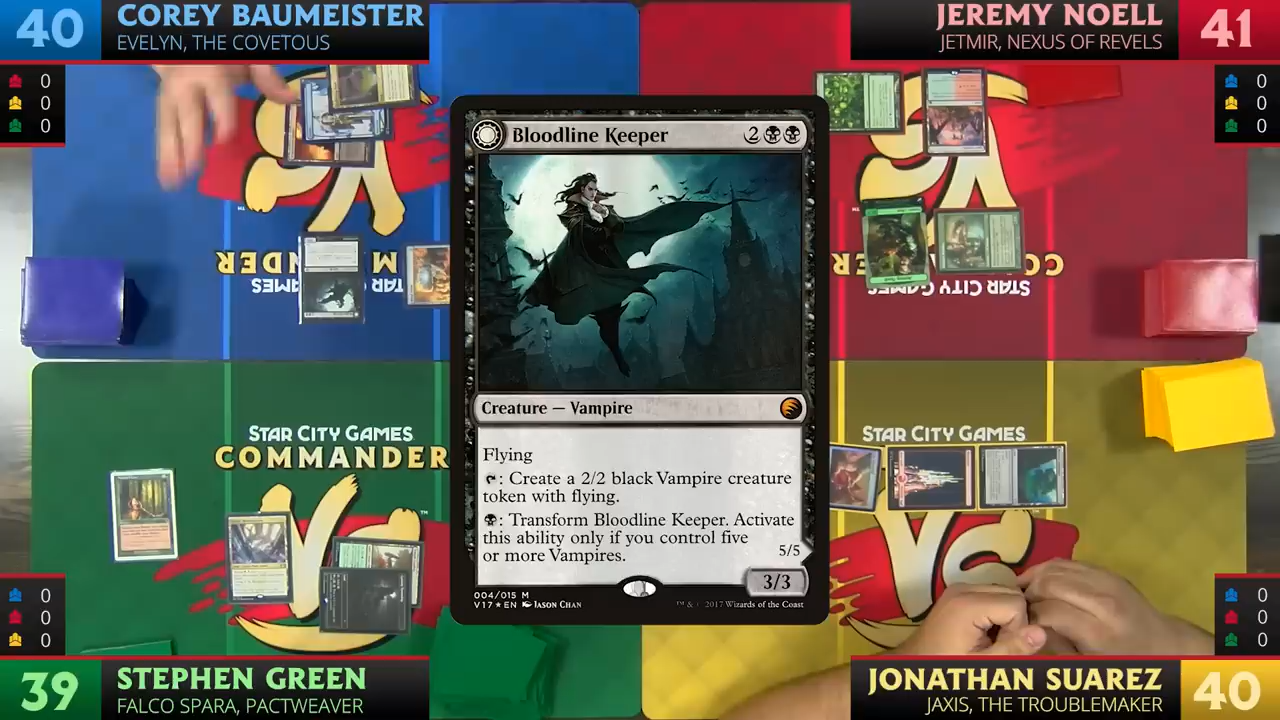 40
COREY BAUMEISTER
EVELYN, THE COVETOUS
0
0
0
JEREMY NOELL
JETMIR, NEXUS OF REVELS
41
0
0
0
Bloodline Keeper 2
Creature — Vampire
Flying
: Create a 2/2 black Vampire creature
token with flying.
: Transform Bloodline Keeper. Activate
this ability only if you control five
or more Vampires.
5/5
3/3
004/015 M
V17 ★ EN JASON CHAN
™ & © 2017 Wizards of the Coast
COMMANDER
STAR CITY GAMES
STAR CITY GAMES
STAR CITY GAMES
COMMANDER
VS
STAR CITY GAMES
VS
0
0
0
39
STEPHEN GREEN
FALCO SPARA, PACTWEAVER
0
0
0
JONATHAN SUAREZ
JAXIS, THE TROUBLEMAKER
40